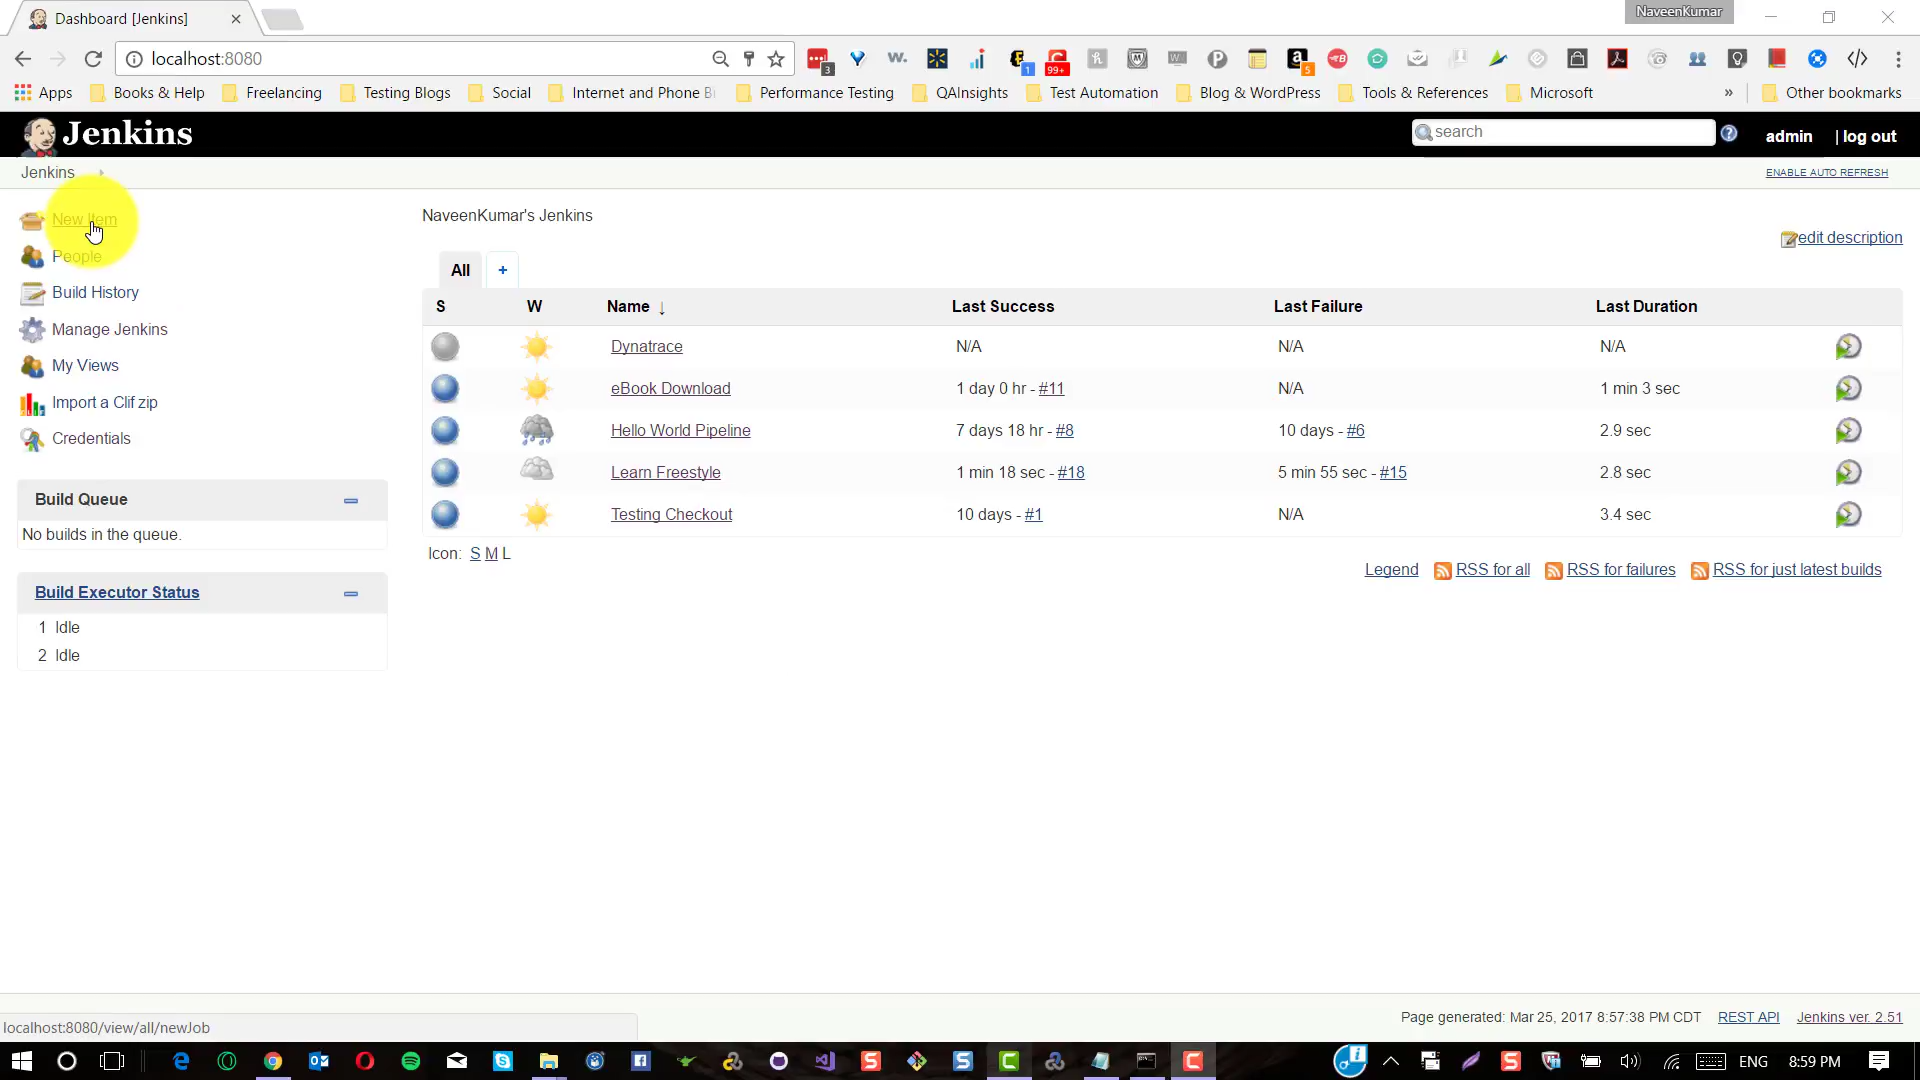 Dashboard [Jenkins]
NaveenKumar
localhost:8080
3
1
99+
5
Apps
Books & Help
Freelancing
Testing Blogs
Social
Internet and Phone B
Performance Testing
QAInsights
Test Automation
Blog & WordPress
Tools & References
Microsoft
»
Other bookmarks
Jenkins
search
admin
| log out
Jenkins
ENABLE AUTO REFRESH
New Item
People
Build History
Manage Jenkins
My Views
Import a Clif zip
Credentials
Build Queue
No builds in the queue.
Build Executor Status
1 Idle
2 Idle
NaveenKumar's Jenkins
edit description
All +
S W Name ↓ Last Success Last Failure Last Duration
Dynatrace N/A N/A N/A
eBook Download 1 day 0 hr - #11 N/A 1 min 3 sec
Hello World Pipeline 7 days 18 hr - #8 10 days - #6 2.9 sec
Learn Freestyle 1 min 18 sec - #18 5 min 55 sec - #15 2.8 sec
Testing Checkout 10 days - #1 N/A 3.4 sec
Icon: S M L
Legend RSS for all RSS for failures RSS for just latest builds
Page generated: Mar 25, 2017 8:57:38 PM CDT REST API Jenkins ver. 2.51
localhost:8080/view/all/newJob
ENG 8:59 PM